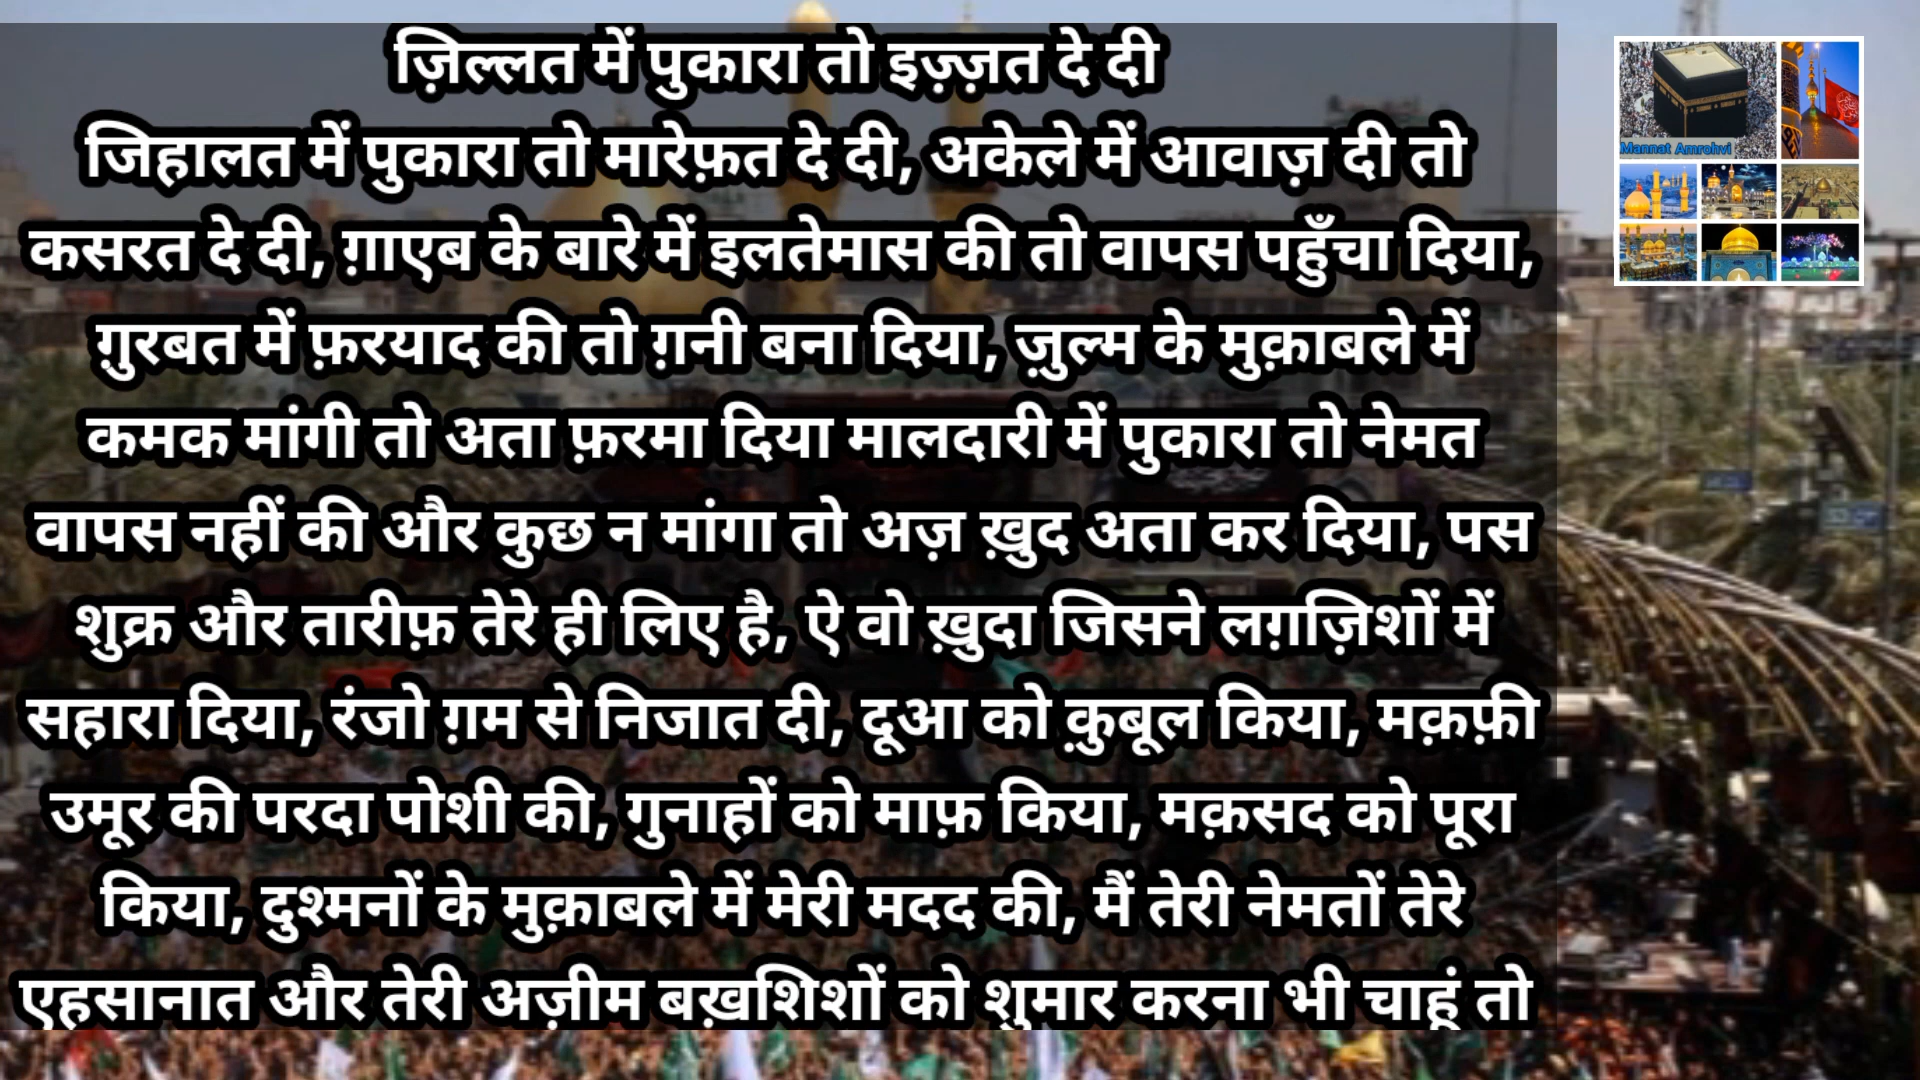 ज़िल्लत में पुकारा तो इज़्ज़त दे दी
जिहालत में पुकारा तो मारेफ़त दे दी, अकेले में आवाज़ दी तो
कसरत दे दी, ग़ाएब के बारे में इलतेमास की तो वापस पहुँचा दिया,
ग़ुरबत में फ़रयाद की तो ग़नी बना दिया, ज़ुल्म के मुक़ाबले में
कमक मांगी तो अता फ़रमा दिया मालदारी में पुकारा तो नेमत
वापस नहीं की और कुछ न मांगा तो अज़ ख़ुद अता कर दिया, पस
शुक्र और तारीफ़ तेरे ही लिए है, ऐ वो ख़ुदा जिसने लग़ज़िशों में
सहारा दिया, रंजो ग़म से निजात दी, दूआ को क़ुबूल किया, मक़फ़ी
उमूर की परदा पोशी की, गुनाहों को माफ़ किया, मक़सद को पूरा
किया, दुश्मनों के मुक़ाबले में मेरी मदद की, मैं तेरी नेमतों तेरे
एहसानात और तेरी अज़ीम बख़शिशों को शुमार करना भी चाहूं तो
Mannat Amrohvi